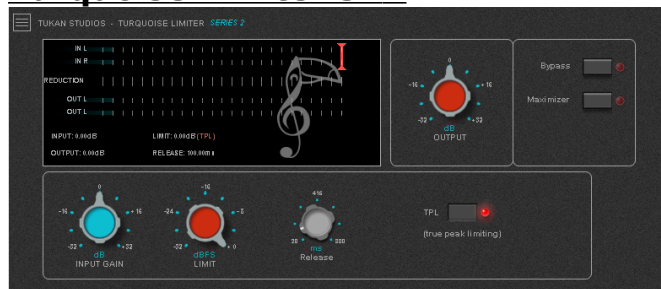 TUKAN STUDIOS - TURQUOISE LIMITER SERIES 2
IN L
IN R
REDUCTION
OUT L
OUT L
INPUT: 0.00dB LIMIT: 0.00dB (TPL)
OUTPUT: 0.00dB RELEASE: 100.00ms
0
-16 +16
-32 +32
dB
OUTPUT
Bypass
Maximizer
0
-16 +16
-32 +32
dB
INPUT GAIN
-16
-24 -8
-32 0
dBFS
LIMIT
ms
Release
TPL
(true peak limiting)